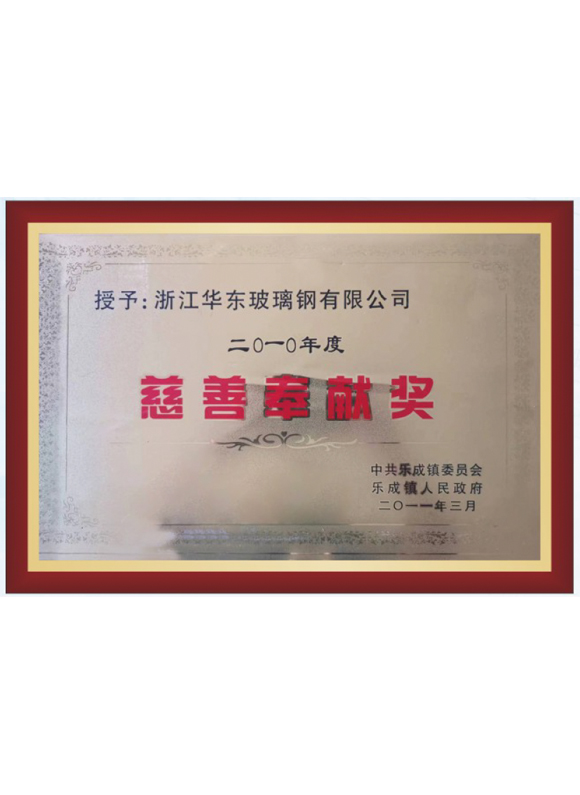 授予:浙江华东玻璃钢有限公司
二0一0年度
慈善奉献奖
中共乐成镇委员会
乐成镇人民政府
二〇一一年三月